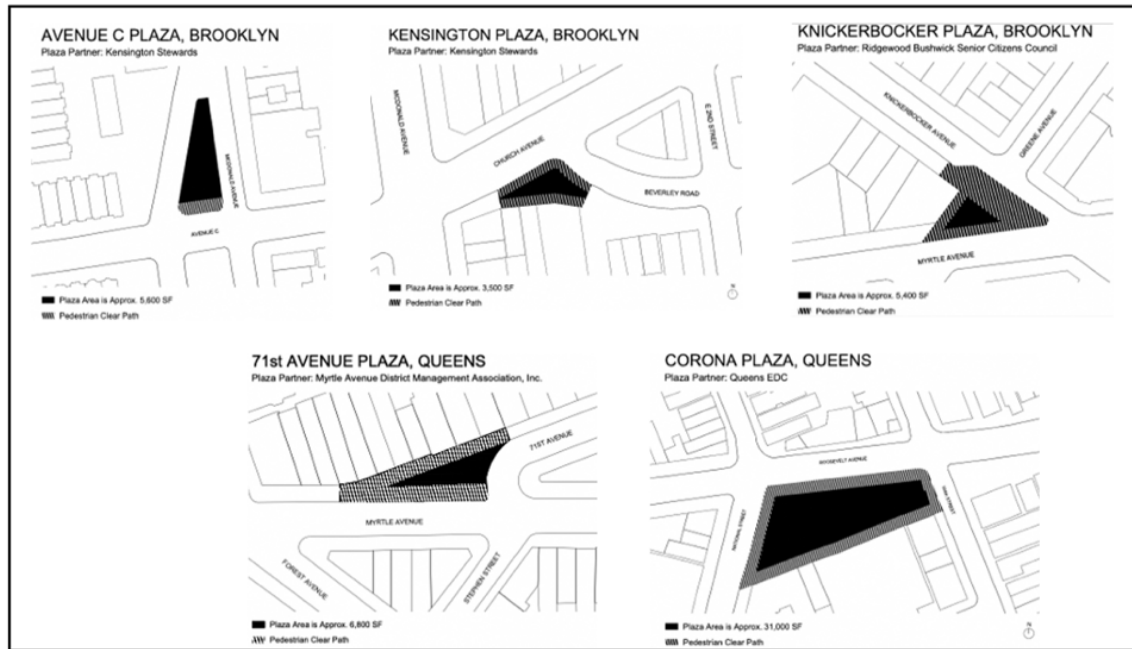 AVENUE C PLAZA, BROOKLYN
Plaza Partner: Kensington Stewards
MCDONALD AVENUE
AVENUE C
Plaza Area is Approx. 5,600 SF
Pedestrian Clear Path
KENSINGTON PLAZA, BROOKLYN
Plaza Partner: Kensington Stewards
MCDONALD AVENUE
CHURCH AVENUE
E 2ND STREET
BEVERLEY ROAD
Plaza Area is Approx. 3,500 SF
Pedestrian Clear Path
N
KNICKERBOCKER PLAZA, BROOKLYN
Plaza Partner: Ridgewood Bushwick Senior Citizens Council
KNICKERBOCKER AVENUE
GREENE AVENUE
MYRTLE AVENUE
Plaza Area is Approx. 5,400 SF
Pedestrian Clear Path
71st AVENUE PLAZA, QUEENS
Plaza Partner: Myrtle Avenue District Management Association, Inc.
71ST AVENUE
MYRTLE AVENUE
FOREST AVENUE
STEPHEN STREET
Plaza Area is Approx. 6,800 SF
Pedestrian Clear Path
CORONA PLAZA, QUEENS
Plaza Partner: Queens EDC
ROOSEVELT AVENUE
NATIONAL STREET
STREET
Plaza Area is Approx. 31,000 SF
Pedestrian Clear Path
N